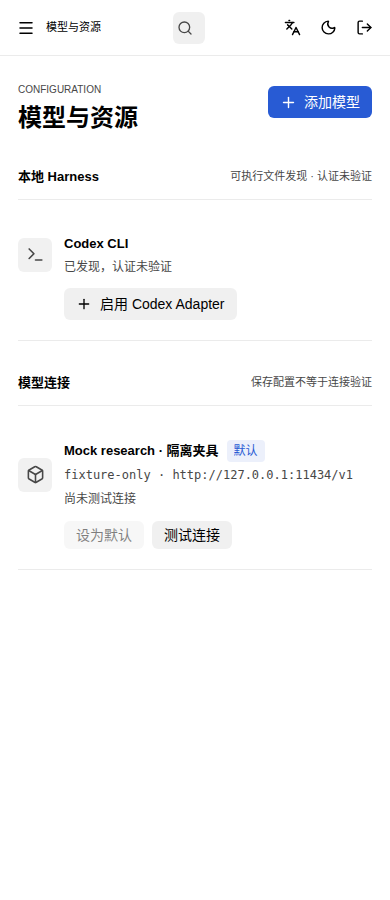 模型与资源
CONFIGURATION
模型与资源
添加模型
本地 Harness
可执行文件发现 · 认证未验证
Codex CLI
已发现，认证未验证
启用 Codex Adapter
模型连接
保存配置不等于连接验证
Mock research · 隔离夹具 默认
fixture-only · http://127.0.0.1:11434/v1
尚未测试连接
设为默认 测试连接